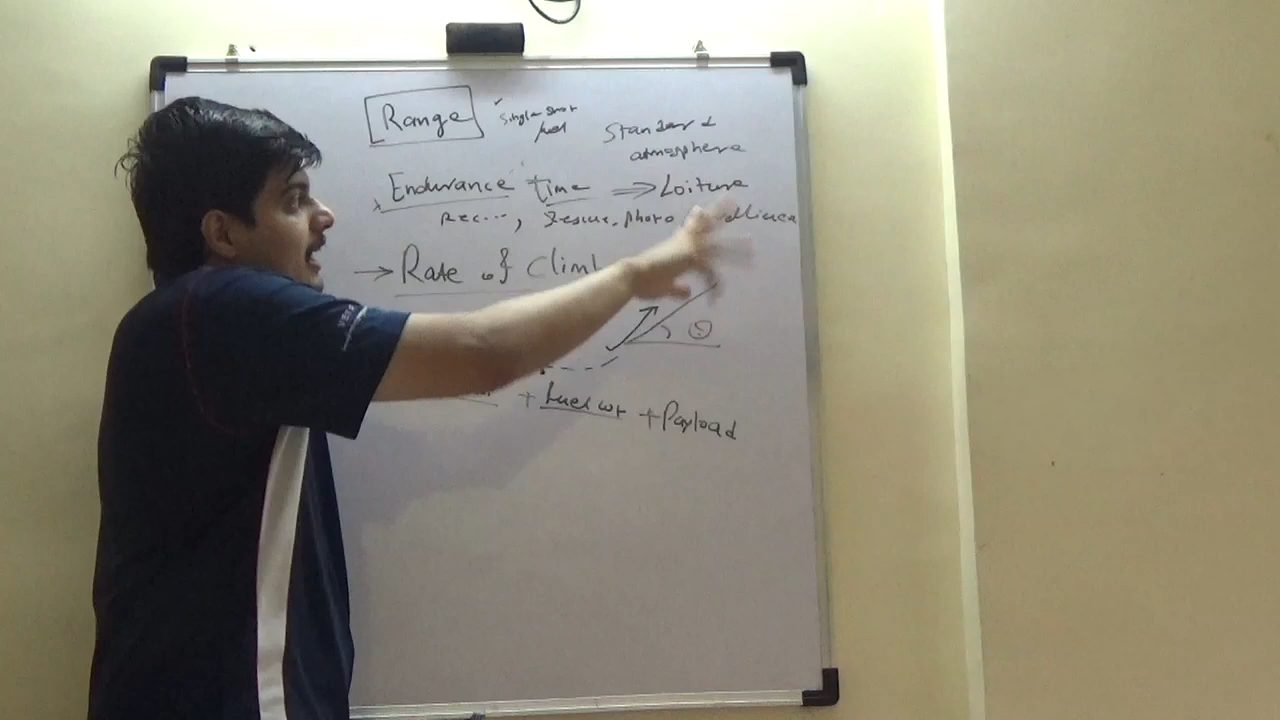 Range
Single shot
fuel
Standard
atmosphere
Endurance time ⇒ Loiture
Rec..., Rescue, photo
→ Rate of Climb
+ fuel wt + Payload